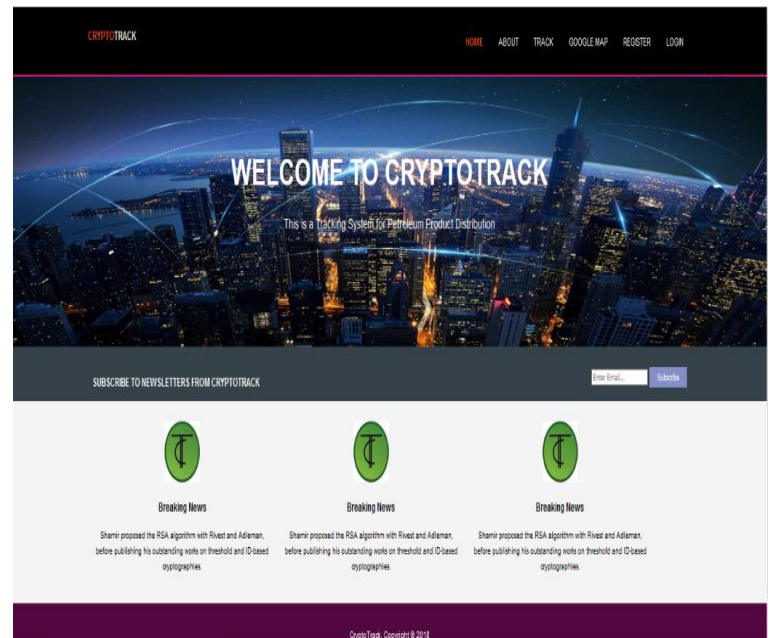 CRYPTOTRACK
HOME ABOUT TRACK GOOGLE MAP REGISTER LOGIN
WELCOME TO CRYPTOTRACK
This is a Tracking System for Petroleum Product Distribution
SUBSCRIBE TO NEWSLETTERS FROM CRYPTOTRACK
Enter Email... Subscribe
Breaking News
Shamir proposed the RSA algorithm with Rivest and Adleman,
before publishing his outstanding works on threshold and ID-based
cryptographies.
Breaking News
Shamir proposed the RSA algorithm with Rivest and Adleman,
before publishing his outstanding works on threshold and ID-based
cryptographies.
Breaking News
Shamir proposed the RSA algorithm with Rivest and Adleman,
before publishing his outstanding works on threshold and ID-based
cryptographies.
CryptoTrack, Copyright © 2018